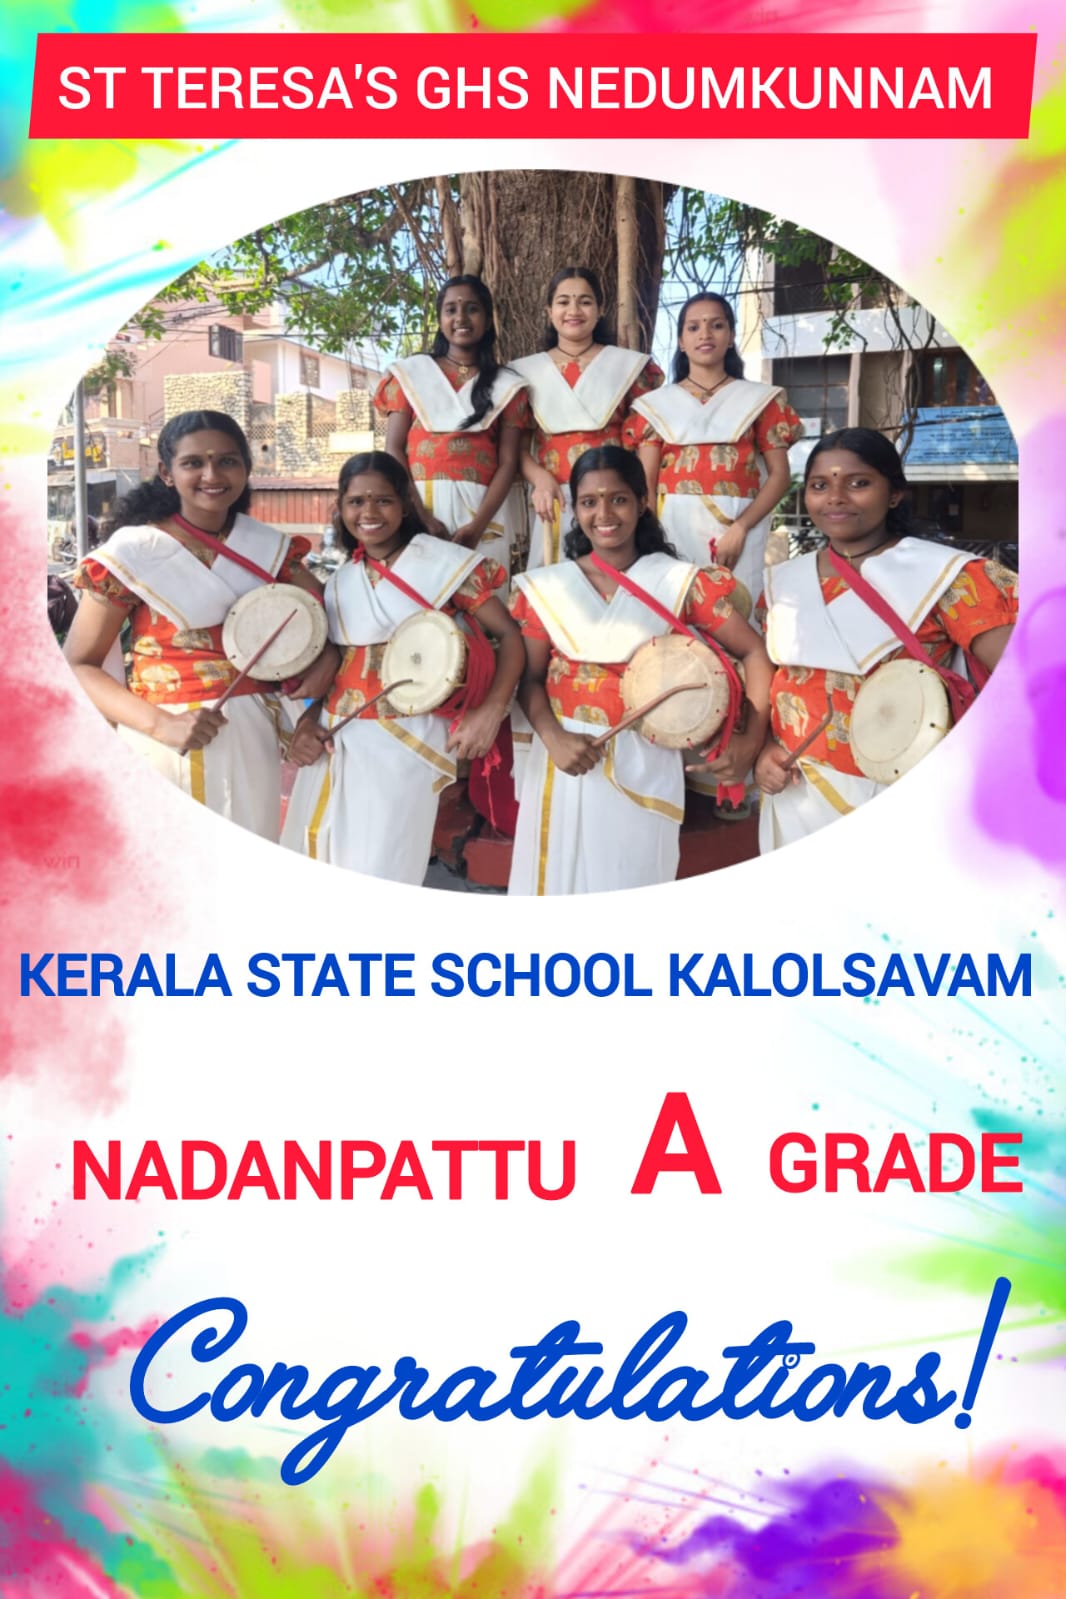 ST TERESA'S GHS NEDUMKUNNAM
KERALA STATE SCHOOL KALOLSAVAM
NADANPATTU A GRADE
Congratulations!